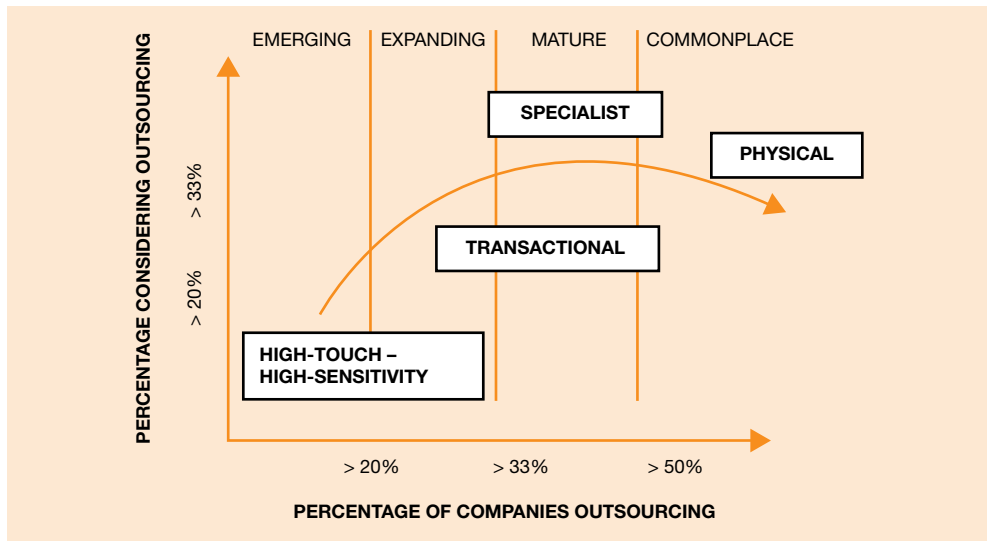 EMERGING EXPANDING MATURE COMMONPLACE
PERCENTAGE CONSIDERING OUTSOURCING
> 33%
> 20%
SPECIALIST
PHYSICAL
TRANSACTIONAL
HIGH-TOUCH –
HIGH-SENSITIVITY
> 20% > 33% > 50%
PERCENTAGE OF COMPANIES OUTSOURCING